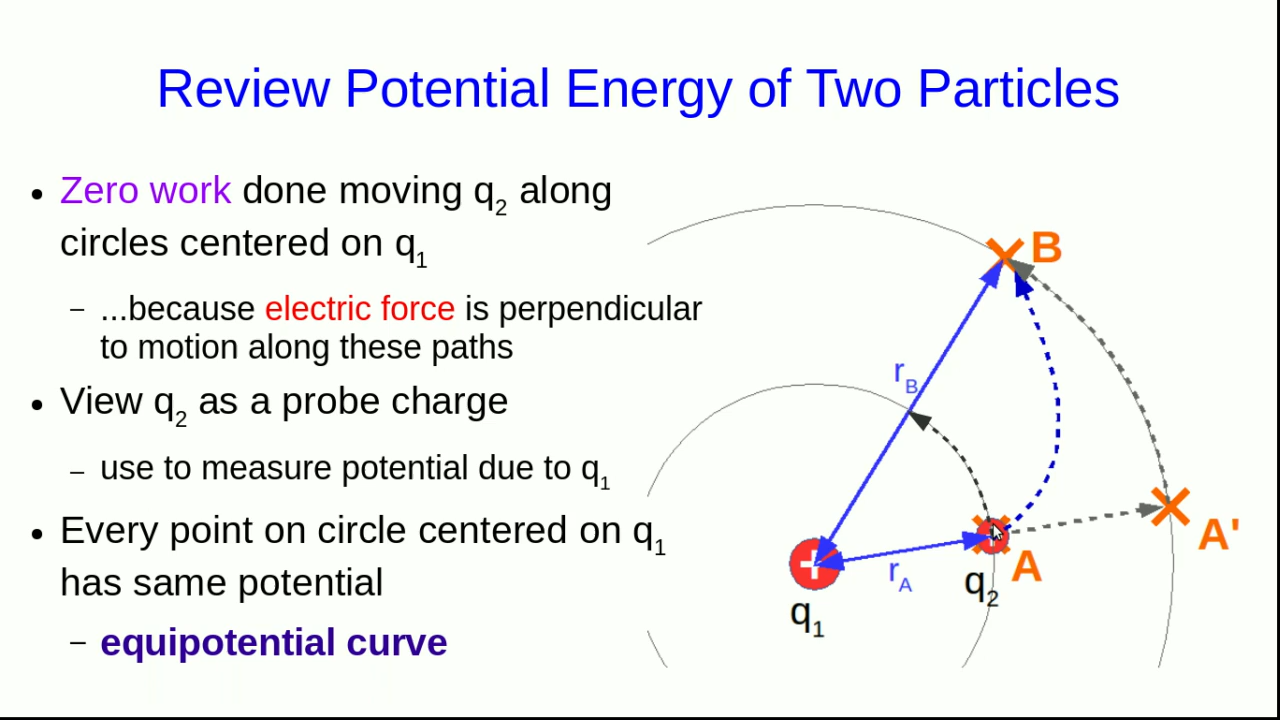 Review Potential Energy of Two Particles
● Zero work done moving q₂ along
circles centered on q₁
– ...because electric force is perpendicular
to motion along these paths
● View q₂ as a probe charge
– use to measure potential due to q₁
● Every point on circle centered on q₁
has same potential
– equipotential curve
B
r_B
A'
A
r_A
q₂
q₁
+
+